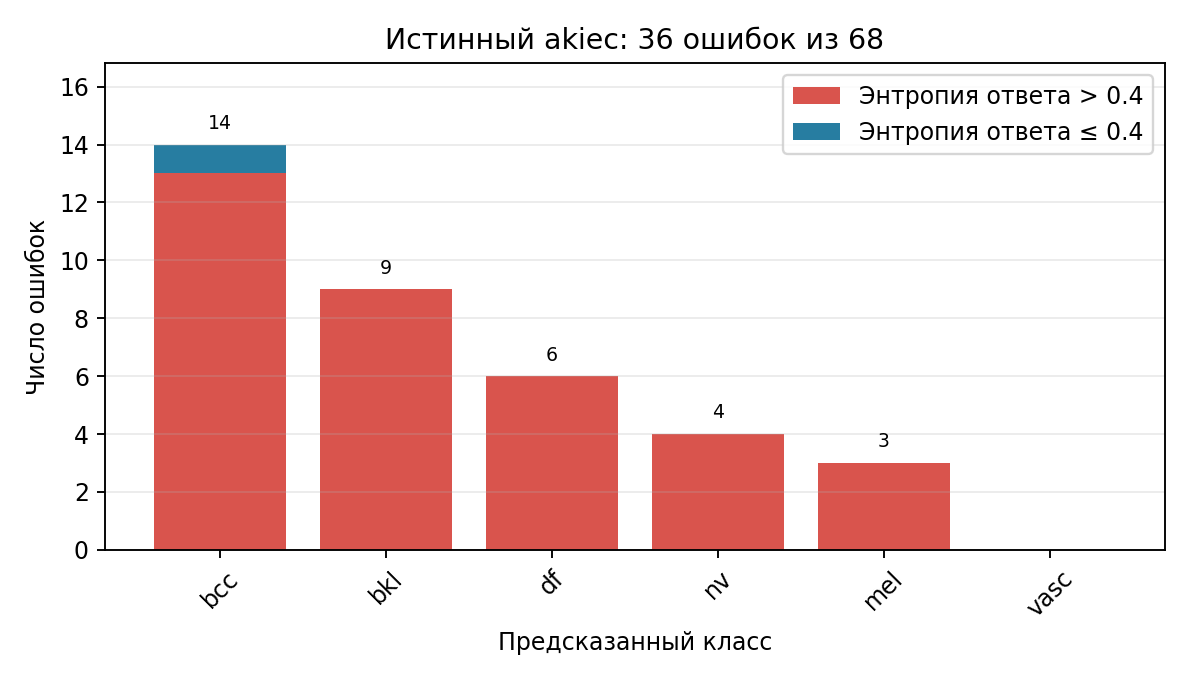 Истинный akiec: 36 ошибок из 68
Энтропия ответа > 0.4
Энтропия ответа ≤ 0.4
Число ошибок
16
14
12
10
8
6
4
2
0
14
9
6
4
3
bcc
bkl
df
nv
mel
vasc
Предсказанный класс